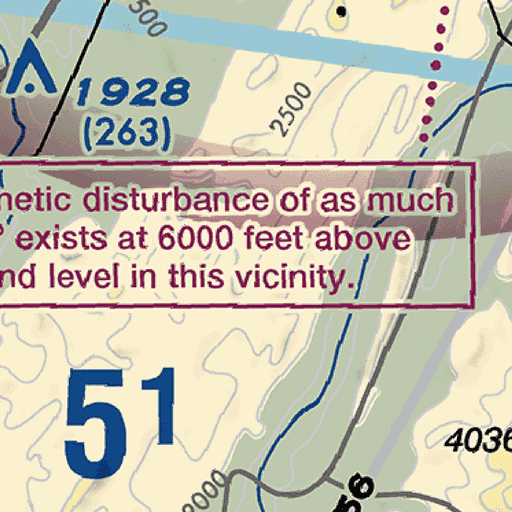 500
1928
(263)
2500
netic disturbance of as much
° exists at 6000 feet above
nd level in this vicinity.
51
4036
2000